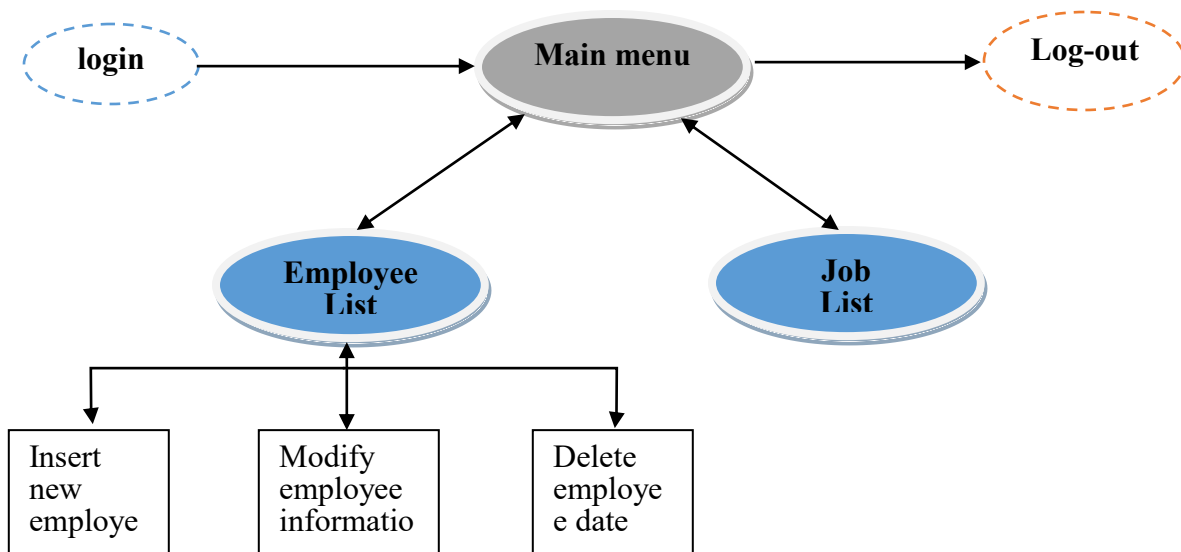 login
Main menu
Log-out
Employee
List
Job
List
Insert
new
employe
Modify
employee
informatio
Delete
employe
e date